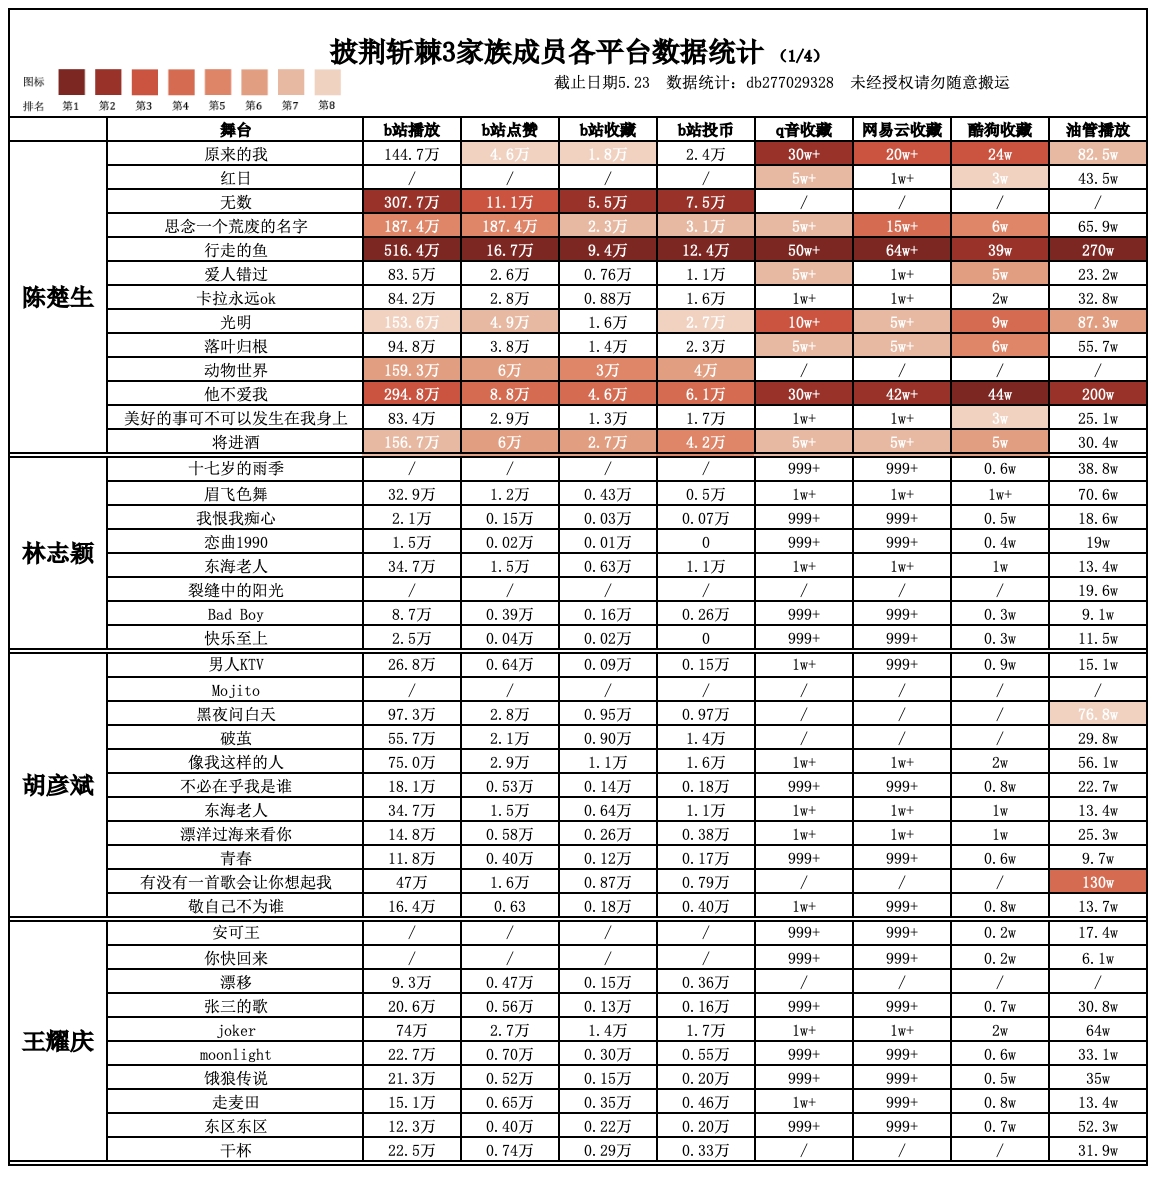 披荆斩棘3家族成员各平台数据统计 （1/4）
图标
截止日期5.23 数据统计：db277029328 未经授权请勿随意搬运
排名 第1 第2 第3 第4 第5 第6 第7 第8
舞台 b站播放 b站点赞 b站收藏 b站投币 q音收藏 网易云收藏 酷狗收藏 油管播放
陈楚生
原来的我 144.7万 4.6万 1.8万 2.4万 30w+ 20w+ 24w 82.5w
红日 / / / / 5w+ 1w+ 3w 43.5w
无数 307.7万 11.1万 5.5万 7.5万 / / / /
思念一个荒废的名字 187.4万 187.4万 2.3万 3.1万 5w+ 15w+ 6w 65.9w
行走的鱼 516.4万 16.7万 9.4万 12.4万 50w+ 64w+ 39w 270w
爱人错过 83.5万 2.6万 0.76万 1.1万 5w+ 1w+ 5w 23.2w
卡拉永远ok 84.2万 2.8万 0.88万 1.6万 1w+ 1w+ 2w 32.8w
光明 153.6万 4.9万 1.6万 2.7万 10w+ 5w+ 9w 87.3w
落叶归根 94.8万 3.8万 1.4万 2.3万 5w+ 5w+ 6w 55.7w
动物世界 159.3万 6万 3万 4万 / / / /
他不爱我 294.8万 8.8万 4.6万 6.1万 30w+ 42w+ 44w 200w
美好的事可不可以发生在我身上 83.4万 2.9万 1.3万 1.7万 1w+ 1w+ 3w 25.1w
将进酒 156.7万 6万 2.7万 4.2万 5w+ 5w+ 5w 30.4w
林志颖
十七岁的雨季 / / / / 999+ 999+ 0.6w 38.8w
眉飞色舞 32.9万 1.2万 0.43万 0.5万 1w+ 1w+ 1w+ 70.6w
我恨我痴心 2.1万 0.15万 0.03万 0.07万 999+ 999+ 0.5w 18.6w
恋曲1990 1.5万 0.02万 0.01万 0 999+ 999+ 0.4w 19w
东海老人 34.7万 1.5万 0.63万 1.1万 1w+ 1w+ 1w 13.4w
裂缝中的阳光 / / / / / / / 19.6w
Bad Boy 8.7万 0.39万 0.16万 0.26万 999+ 999+ 0.3w 9.1w
快乐至上 2.5万 0.04万 0.02万 0 999+ 999+ 0.3w 11.5w
胡彦斌
男人KTV 26.8万 0.64万 0.09万 0.15万 1w+ 999+ 0.9w 15.1w
Mojito / / / / / / / /
黑夜问白天 97.3万 2.8万 0.95万 0.97万 / / / 76.8w
破茧 55.7万 2.1万 0.90万 1.4万 / / / 29.8w
像我这样的人 75.0万 2.9万 1.1万 1.6万 1w+ 1w+ 2w 56.1w
不必在乎我是谁 18.1万 0.53万 0.14万 0.18万 999+ 999+ 0.8w 22.7w
东海老人 34.7万 1.5万 0.64万 1.1万 1w+ 1w+ 1w 13.4w
漂洋过海来看你 14.8万 0.58万 0.26万 0.38万 1w+ 1w+ 1w 25.3w
青春 11.8万 0.40万 0.12万 0.17万 999+ 999+ 0.6w 9.7w
有没有一首歌会让你想起我 47万 1.6万 0.87万 0.79万 / / / 130w
敬自己不为谁 16.4万 0.63 0.18万 0.40万 1w+ 999+ 0.8w 13.7w
王耀庆
安可王 / / / / 999+ 999+ 0.2w 17.4w
你快回来 / / / / 999+ 999+ 0.2w 6.1w
漂移 9.3万 0.47万 0.15万 0.36万 / / / /
张三的歌 20.6万 0.56万 0.13万 0.16万 999+ 999+ 0.7w 30.8w
joker 74万 2.7万 1.4万 1.7万 1w+ 1w+ 2w 64w
moonlight 22.7万 0.70万 0.30万 0.55万 999+ 999+ 0.6w 33.1w
饿狼传说 21.3万 0.52万 0.15万 0.20万 999+ 999+ 0.5w 35w
走麦田 15.1万 0.65万 0.35万 0.46万 1w+ 999+ 0.8w 13.4w
东区东区 12.3万 0.40万 0.22万 0.20万 999+ 999+ 0.7w 52.3w
干杯 22.5万 0.74万 0.29万 0.33万 / / / 31.9w